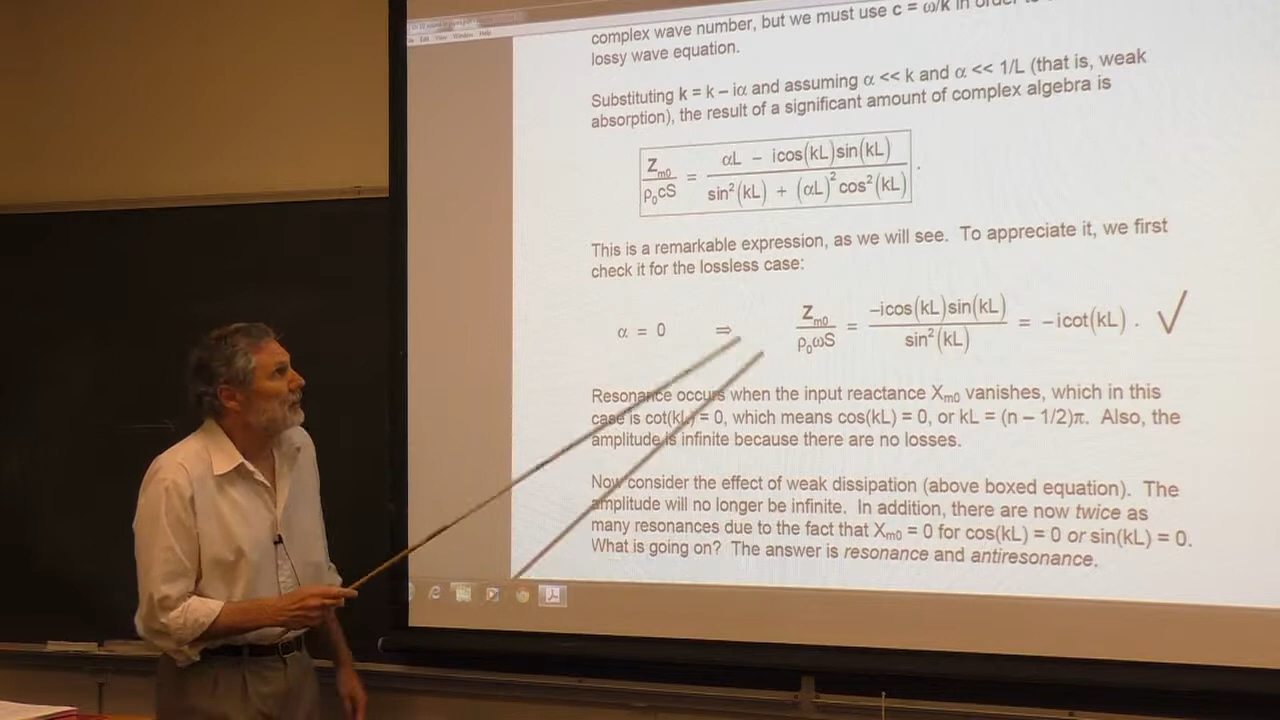 Edit View Window Help
complex wave number, but we must use c = ω/k in order to
lossy wave equation.
Substituting k = k – iα and assuming α << k and α << 1/L (that is, weak
absorption), the result of a significant amount of complex algebra is
Zm0/ρ₀cS = (αL – icos(kL)sin(kL))/(sin²(kL) + (αL)²cos²(kL)) .
This is a remarkable expression, as we will see. To appreciate it, we first
check it for the lossless case:
α = 0 ⇒ Zm0/ρ₀ωS = –icos(kL)sin(kL)/sin²(kL) = –icot(kL) . √
Resonance occurs when the input reactance Xm0 vanishes, which in this
case is cot(kL) = 0, which means cos(kL) = 0, or kL = (n – 1/2)π. Also, the
amplitude is infinite because there are no losses.
Now consider the effect of weak dissipation (above boxed equation). The
amplitude will no longer be infinite. In addition, there are now twice as
many resonances due to the fact that Xm0 = 0 for cos(kL) = 0 or sin(kL) = 0.
What is going on? The answer is resonance and antiresonance.